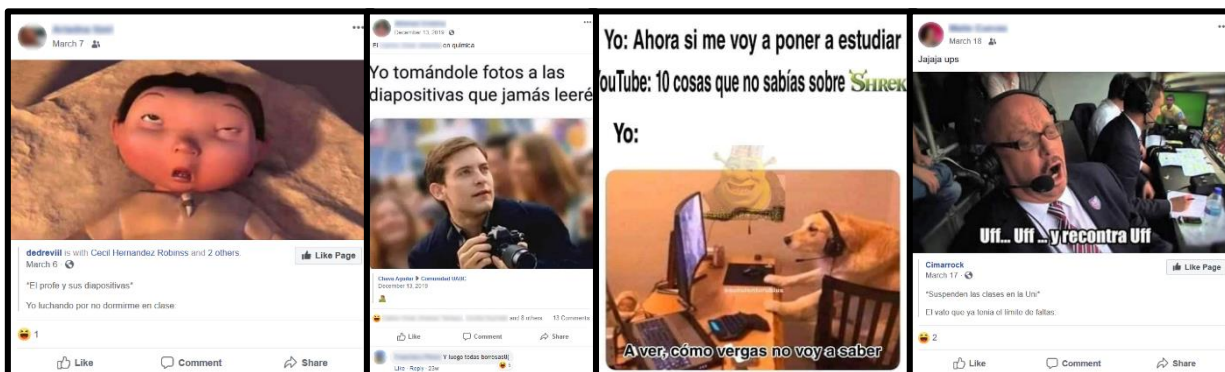 March 7
dedreviil is with Cecil Hernandez Robinss and 2 others.
March 6
Like Page
*El profe y sus diapositivas*
Yo luchando por no dormirme en clase:
1
Like Comment Share
December 13, 2019
El
en química
Yo tomándole fotos a las
diapositivas que jamás leeré
Comunidad UABC
December 13, 2019
and 8 others 13 Comments
Like Comment Share
Y luego todas borrosas
Like · Reply · 23w
Yo: Ahora si me voy a poner a estudiar
YouTube: 10 cosas que no sabías sobre SHREK
Yo:
A ver, cómo vergas no voy a saber
March 18
Jajaja ups
Uff... Uff ... y recontra Uff
Cimarrock
March 17
Like Page
*Suspenden las clases en la Uni*
El vato que ya tenía el límite de faltas:
2
Like Comment Share